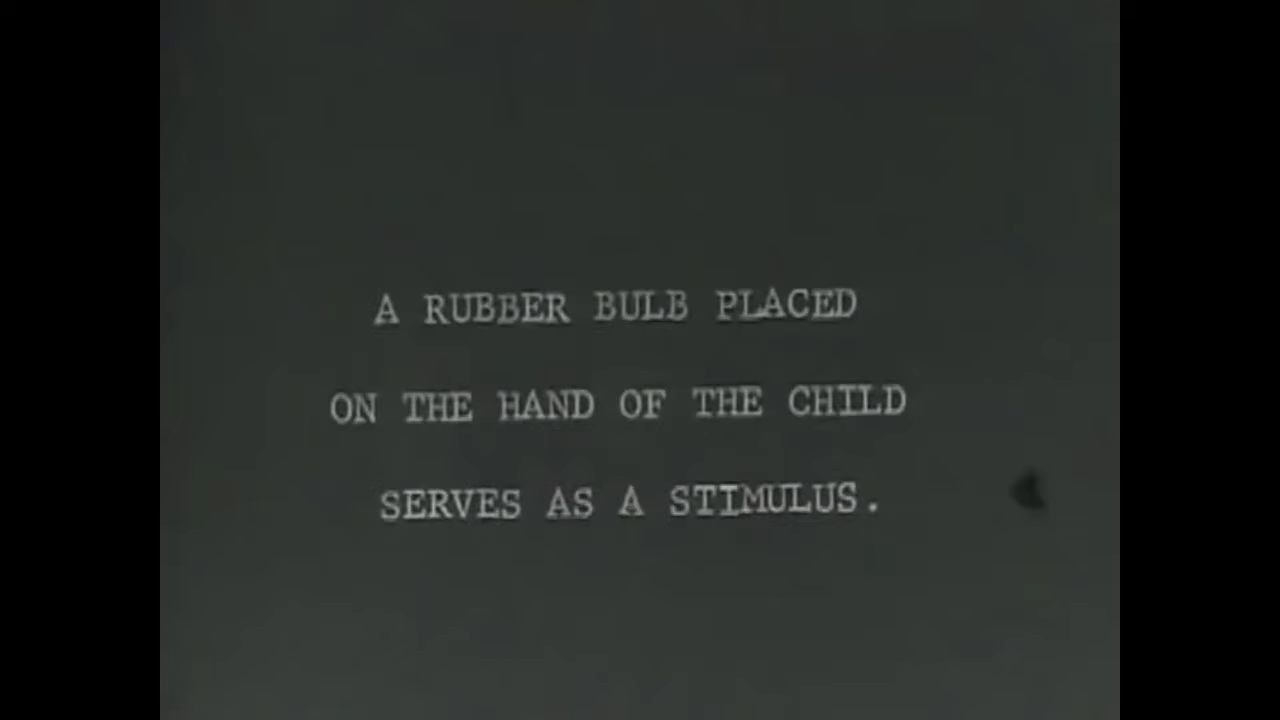 A RUBBER BULB PLACED
ON THE HAND OF THE CHILD
SERVES AS A STIMULUS.